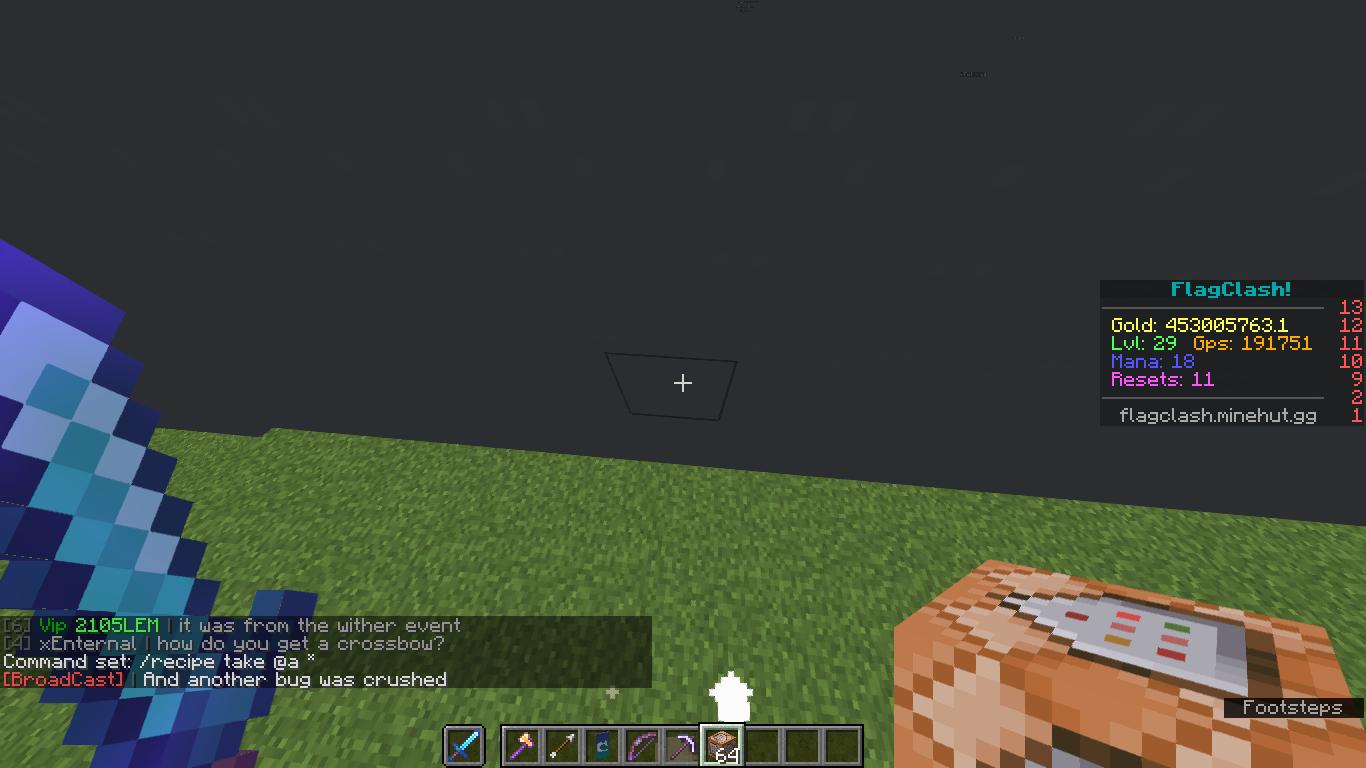 FlagClash!
13
Gold: 453005763.1 12
Lvl: 29 Gps: 191751 11
Mana: 18 10
Resets: 11 9
2
flagclash.minehut.gg 1
[6] Vip 2105LEM | it was from the wither event
[4] xEnternal | how do you get a crossbow?
Command set: /recipe take @a *
[BroadCast] | And another bug was crushed
Footsteps
64